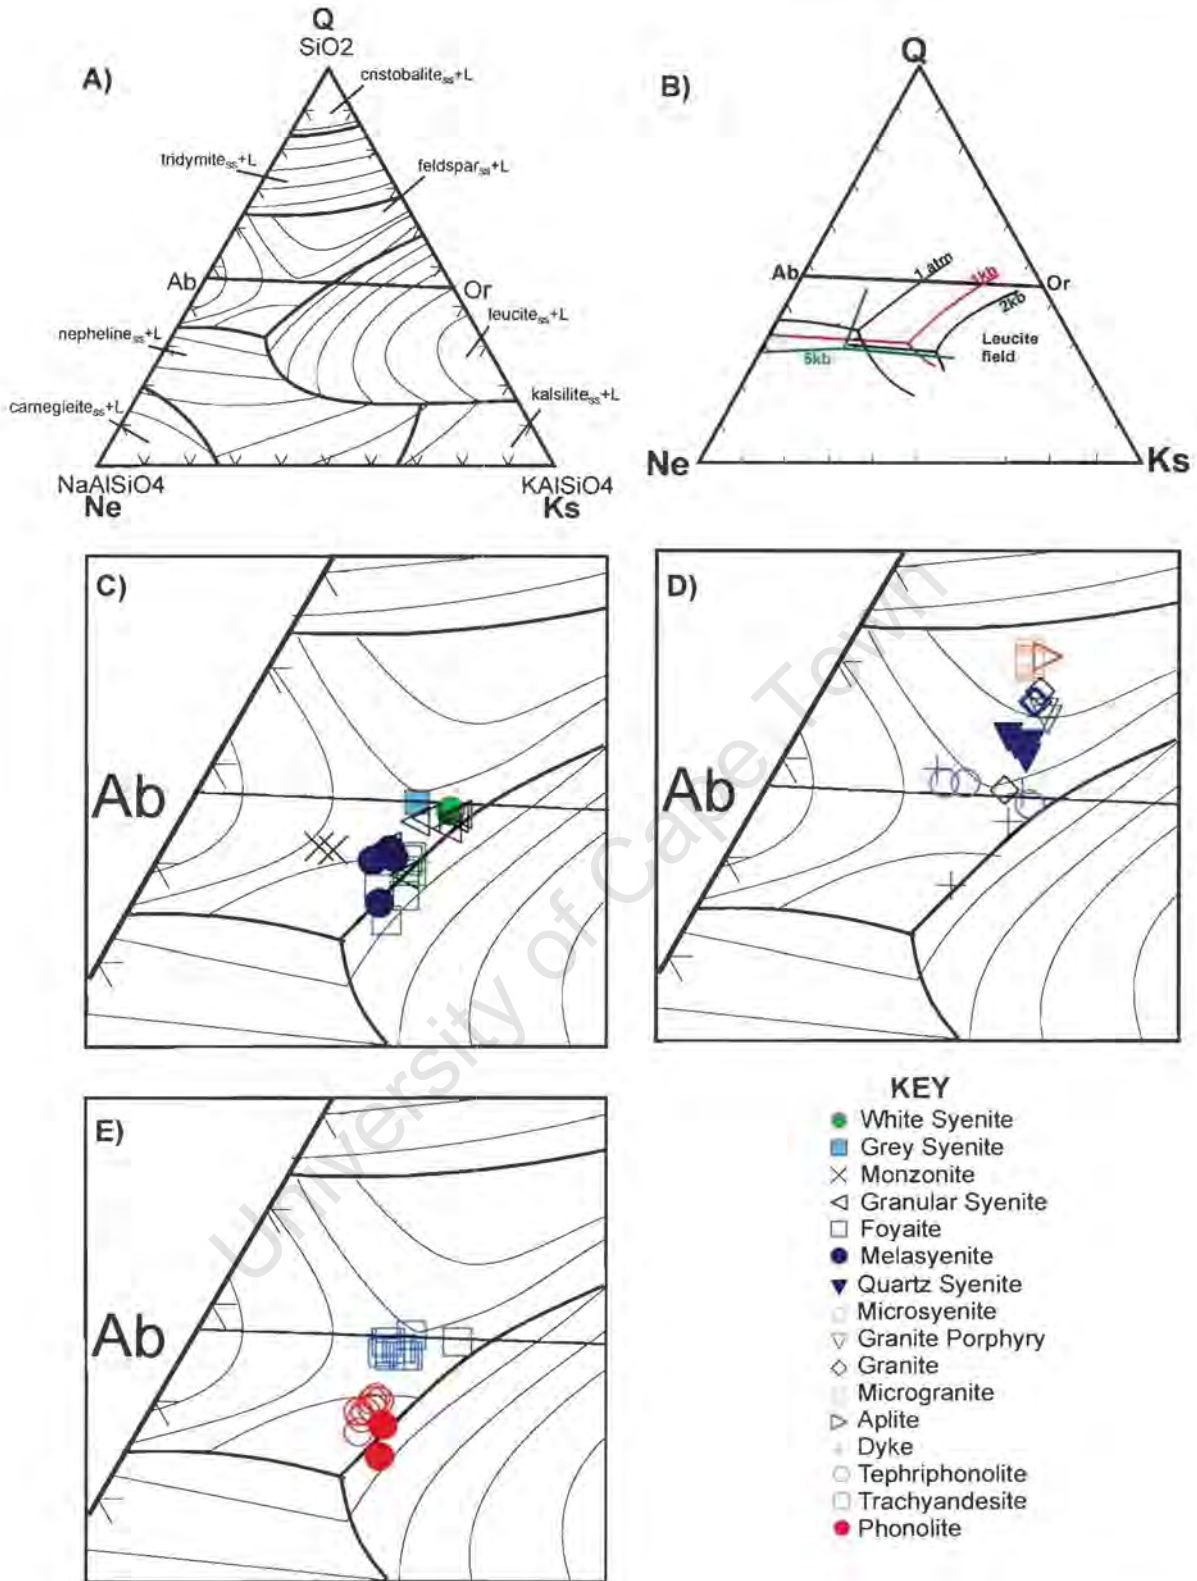 Q
SiO2
A)
cristobalitess+L
tridymitess+L
feldsparss+L
Ab
Or
nepheliness+L
leucitess+L
carnegieitess+L
kalsilitess+L
NaAlSiO4
KAlSiO4
Ne
Ks
B)
Q
Ab
1 atm
1kb
Or
2kb
Leucite
field
5kb
Ne
Ks
C)
Ab
D)
Ab
E)
Ab
KEY
White Syenite
Grey Syenite
Monzonite
Granular Syenite
Foyaite
Melasyenite
Quartz Syenite
Microsyenite
Granite Porphyry
Granite
Microgranite
Aplite
Dyke
Tephriphonolite
Trachyandesite
Phonolite
University of Cape Town